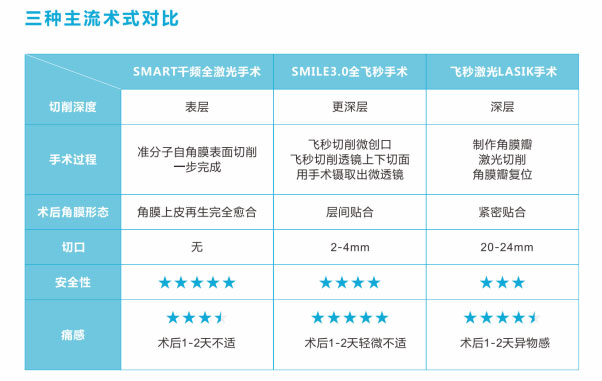 三种主流术式对比
SMART千频全激光手术
SMILE3.0全飞秒手术
飞秒激光LASIK手术
切削深度
表层
更深层
深层
手术过程
准分子自角膜表面切削
一步完成
飞秒切削微创口
飞秒切削透镜上下切面
用手术镊取出微透镜
制作角膜瓣
激光切削
角膜瓣复位
术后角膜形态
角膜上皮再生完全愈合
层间贴合
紧密贴合
切口
无
2-4mm
20-24mm
安全性
★★★★★
★★★★
★★★
痛感
术后1-2天不适
术后1-2天轻微不适
术后1-2天异物感